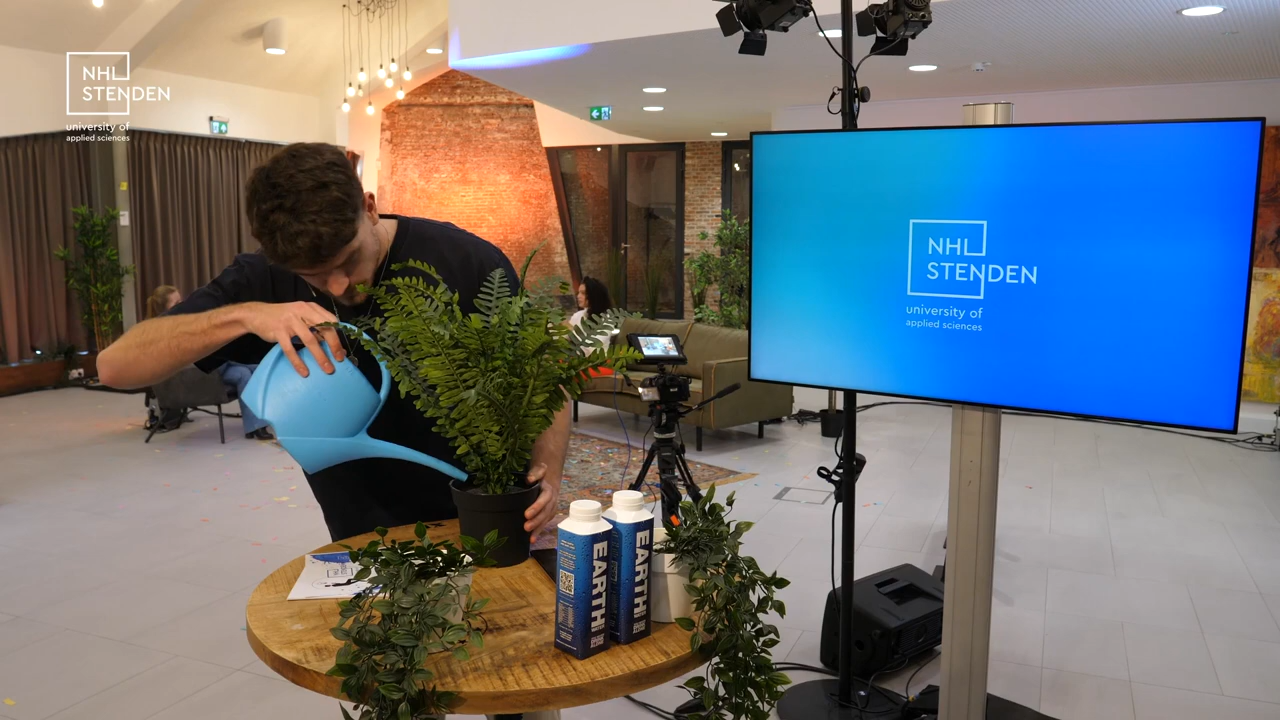 NHL
STENDEN
university of
applied sciences
NHL
STENDEN
university of
applied sciences
EARTH
EARTH